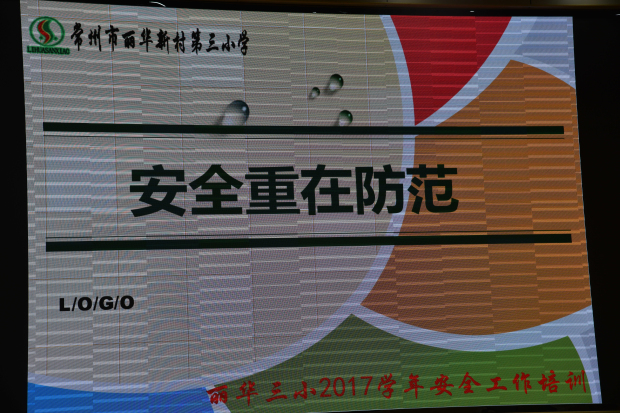 常州市丽华新村第三小学
LIHUASANXIAO
安全重在防范
L/O/G/O
丽华三小2017学年安全工作培训